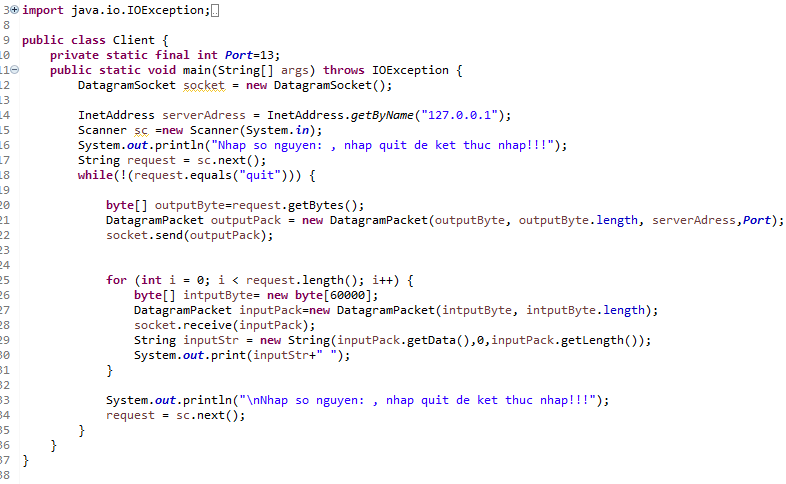 3 import java.io.IOException;
8
9 public class Client {
10 private static final int Port=13;
11 public static void main(String[] args) throws IOException {
12 DatagramSocket socket = new DatagramSocket();
13
14 InetAddress serverAdress = InetAddress.getByName("127.0.0.1");
15 Scanner sc =new Scanner(System.in);
16 System.out.println("Nhap so nguyen: , nhap quit de ket thuc nhap!!!");
17 String request = sc.next();
18 while(!(request.equals("quit"))) {
19
20 byte[] outputByte=request.getBytes();
21 DatagramPacket outputPack = new DatagramPacket(outputByte, outputByte.length, serverAdress,Port);
22 socket.send(outputPack);
23
24
25 for (int i = 0; i < request.length(); i++) {
26 byte[] intputByte= new byte[60000];
27 DatagramPacket inputPack=new DatagramPacket(intputByte, intputByte.length);
28 socket.receive(inputPack);
29 String inputStr = new String(inputPack.getData(),0,inputPack.getLength());
30 System.out.print(inputStr+" ");
31 }
32
33 System.out.println("\nNhap so nguyen: , nhap quit de ket thuc nhap!!!");
34 request = sc.next();
35 }
36 }
37 }
38